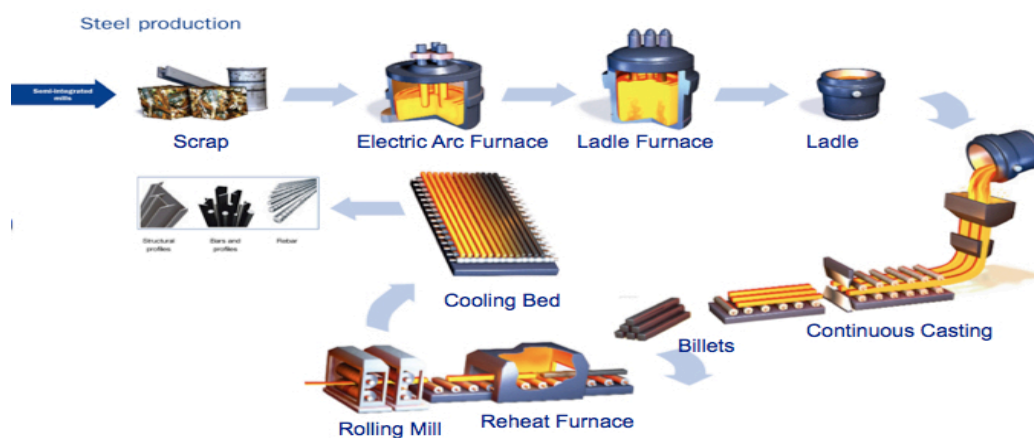 Steel production
Semi-integrated
mills
Scrap
Electric Arc Furnace
Ladle Furnace
Ladle
Structural
profiles
Bars and
profiles
Rebar
Cooling Bed
Continuous Casting
Billets
Reheat Furnace
Rolling Mill